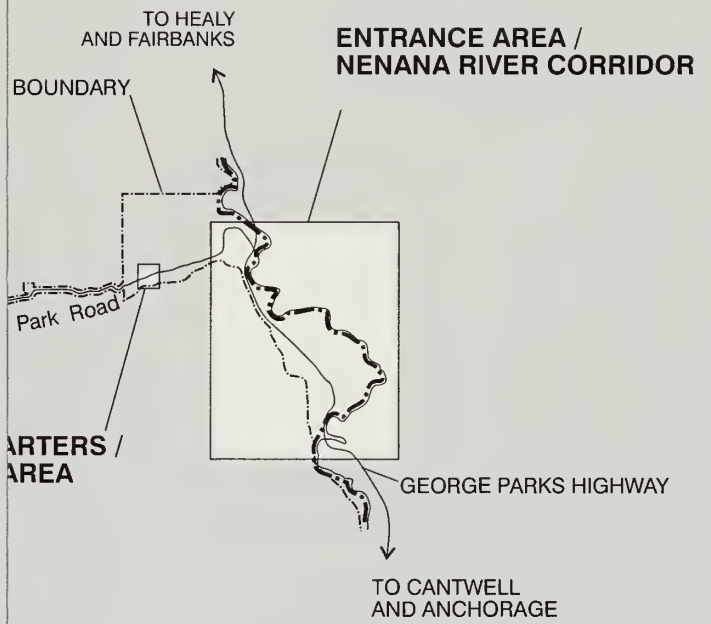 TO HEALY
AND FAIRBANKS
ENTRANCE AREA /
NENANA RIVER CORRIDOR
BOUNDARY
Park Road
ARTERS /
AREA
GEORGE PARKS HIGHWAY
TO CANTWELL
AND ANCHORAGE